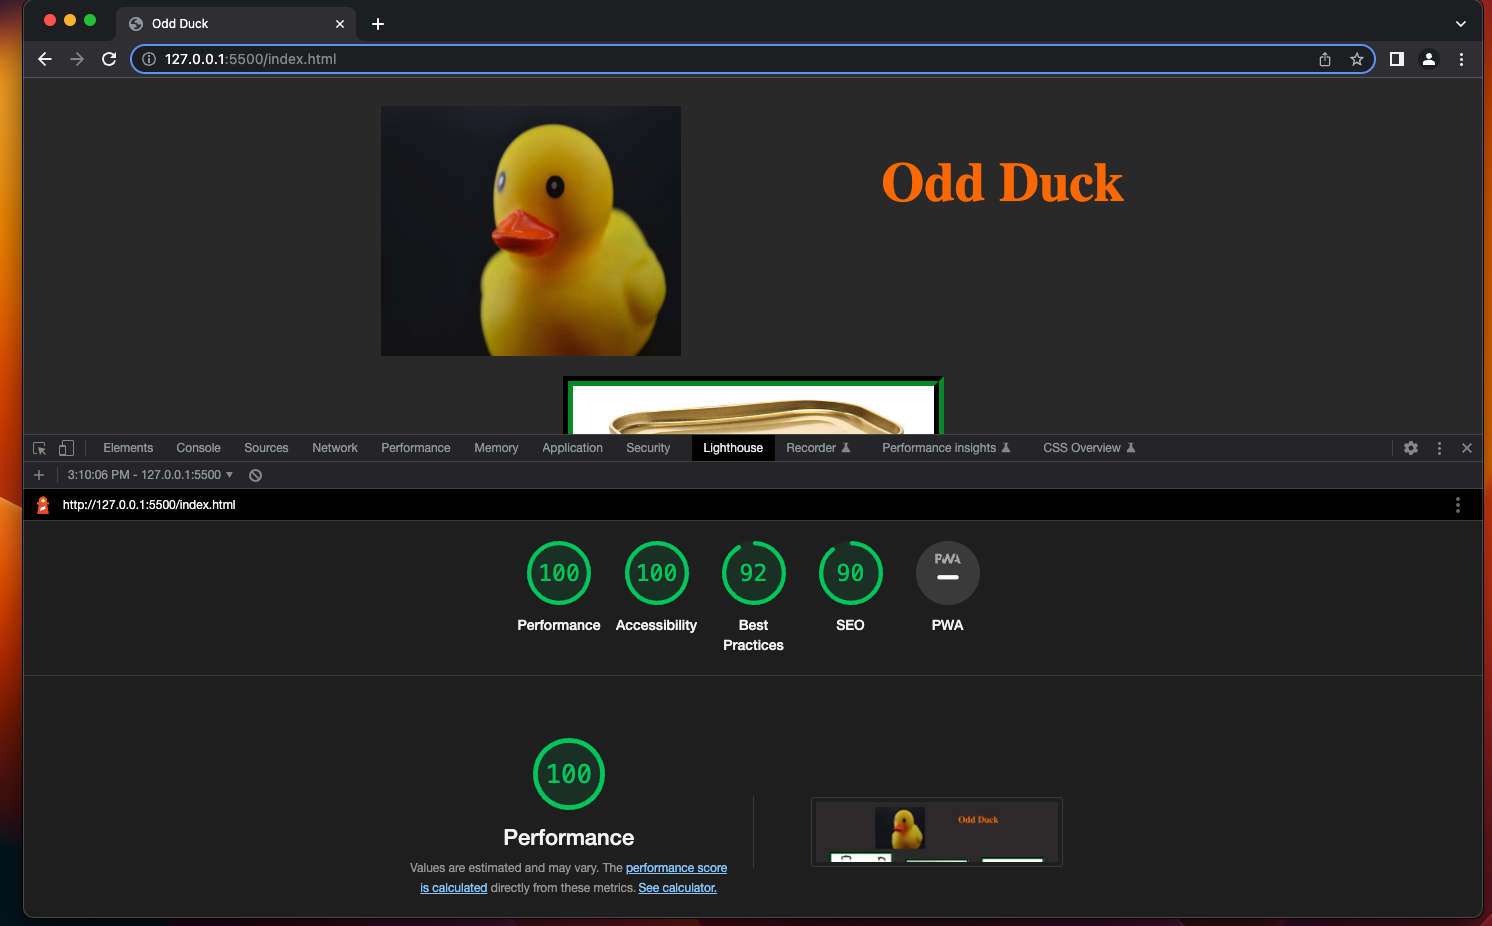 Odd Duck
127.0.0.1:5500/index.html
Odd Duck
Elements Console Sources Network Performance Memory Application Security Lighthouse Recorder Performance insights CSS Overview
3:10:06 PM - 127.0.0.1:5500
http://127.0.0.1:5500/index.html
100 100 92 90 PWA
Performance Accessibility Best Practices SEO PWA
100
Performance
Values are estimated and may vary. The performance score
is calculated directly from these metrics. See calculator.
Odd Duck